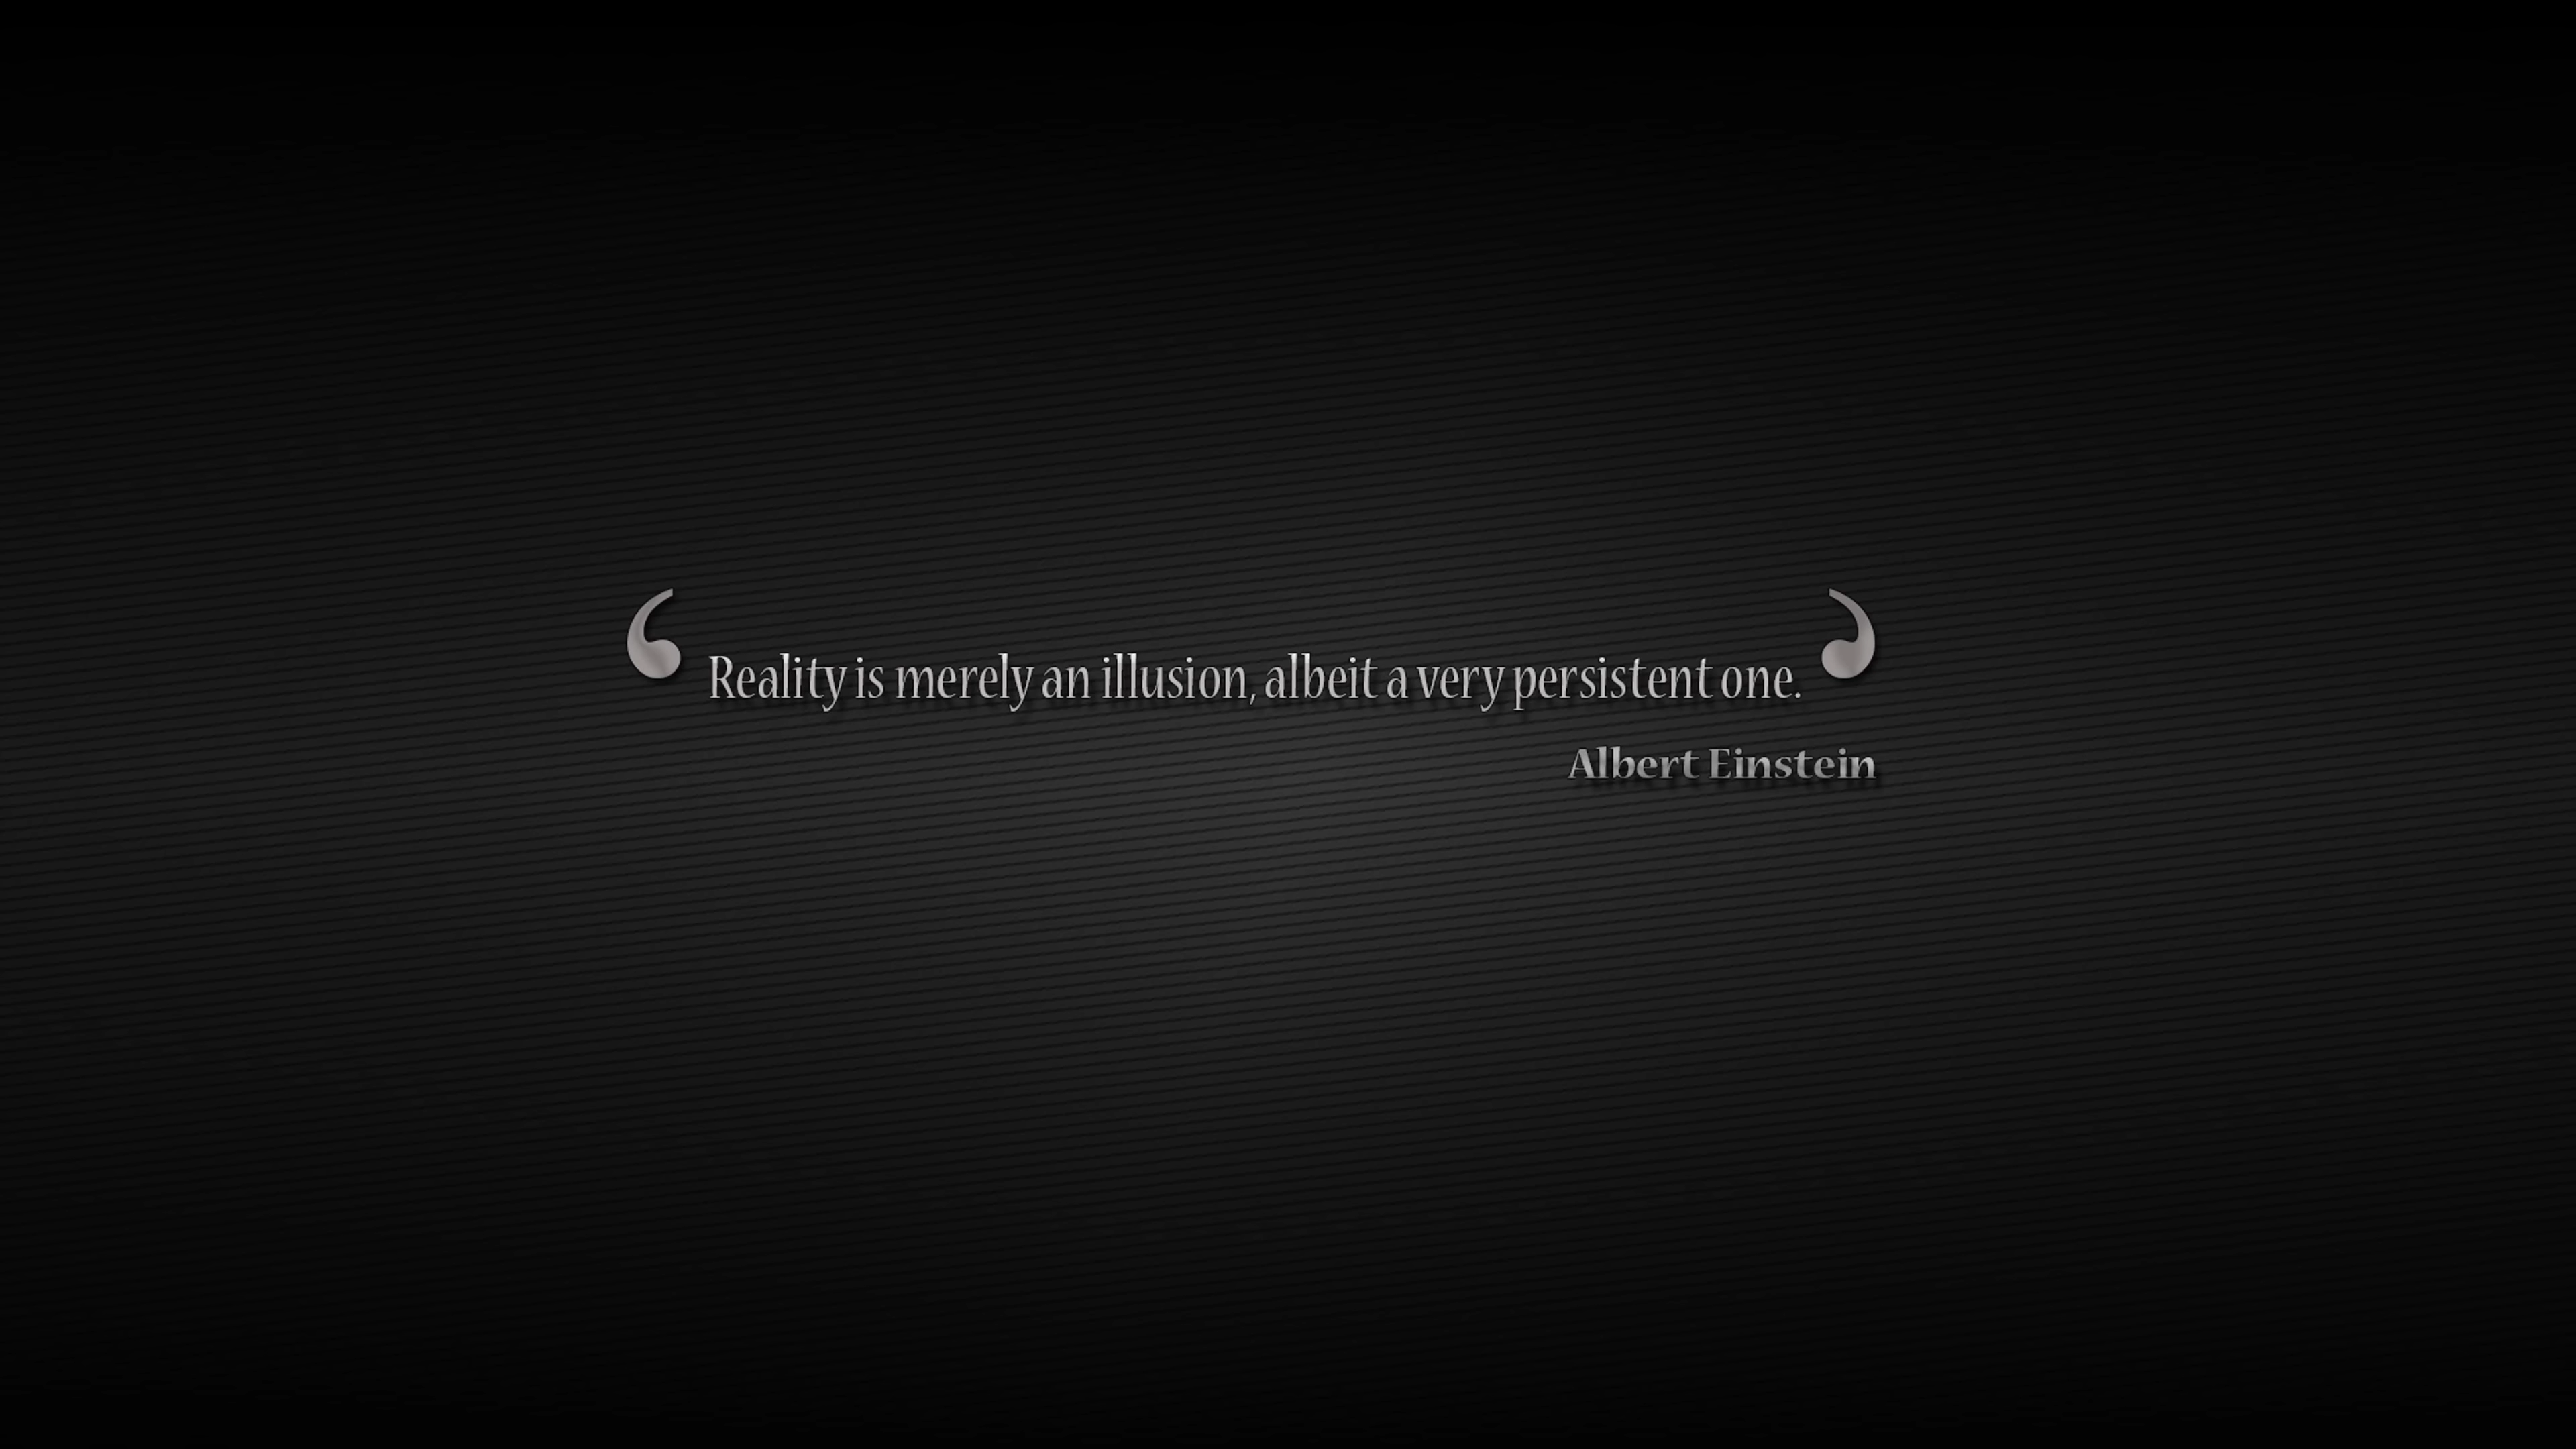 ‘ Reality is merely an illusion, albeit a very persistent one. ’
Albert Einstein